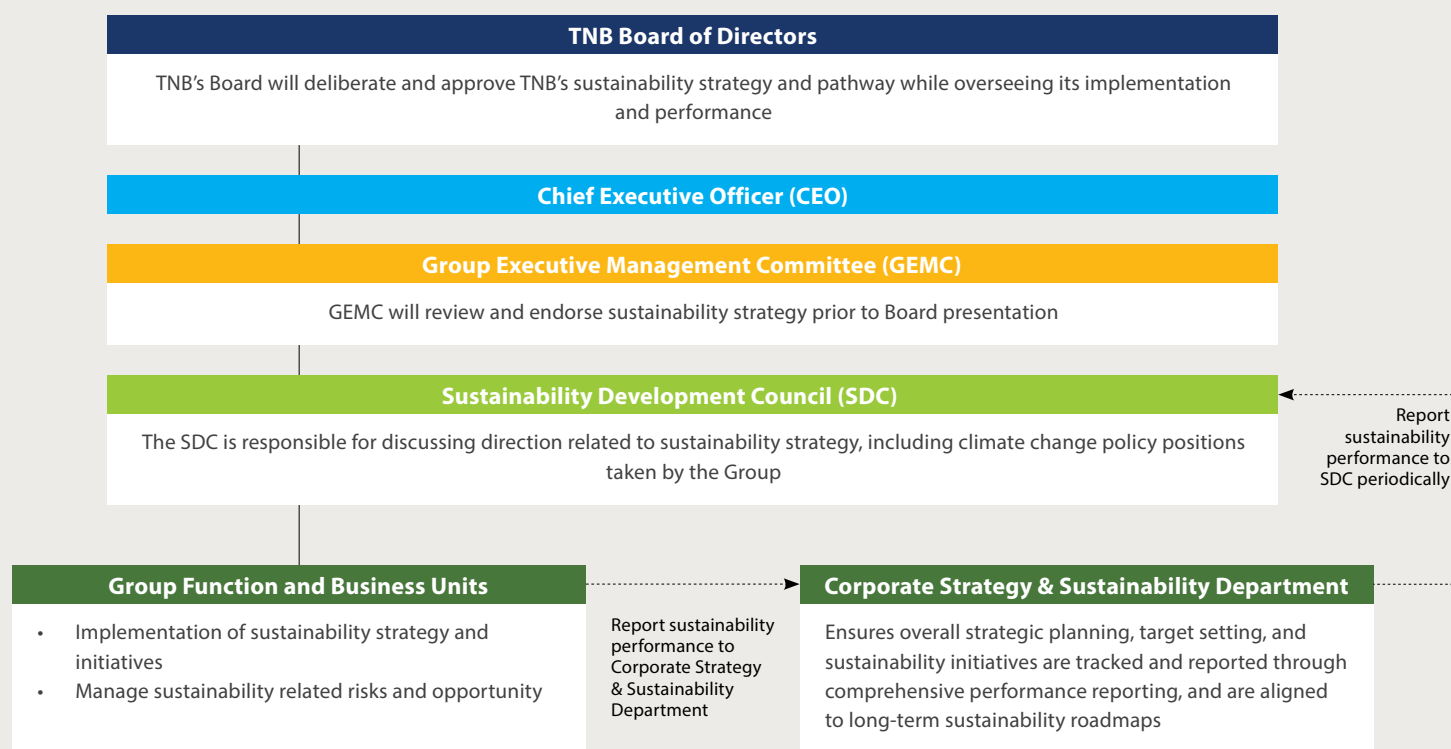 TNB Board of Directors
TNB's Board will deliberate and approve TNB's sustainability strategy and pathway while overseeing its implementation
and performance
Chief Executive Officer (CEO)
Group Executive Management Committee (GEMC)
GEMC will review and endorse sustainability strategy prior to Board presentation
Sustainability Development Council (SDC)
The SDC is responsible for discussing direction related to sustainability strategy, including climate change policy positions
taken by the Group
Report
sustainability
performance to
SDC periodically
Group Function and Business Units
• Implementation of sustainability strategy and
initiatives
• Manage sustainability related risks and opportunity
Report sustainability
performance to
Corporate Strategy
& Sustainability
Department
Corporate Strategy & Sustainability Department
Ensures overall strategic planning, target setting, and
sustainability initiatives are tracked and reported through
comprehensive performance reporting, and are aligned
to long-term sustainability roadmaps